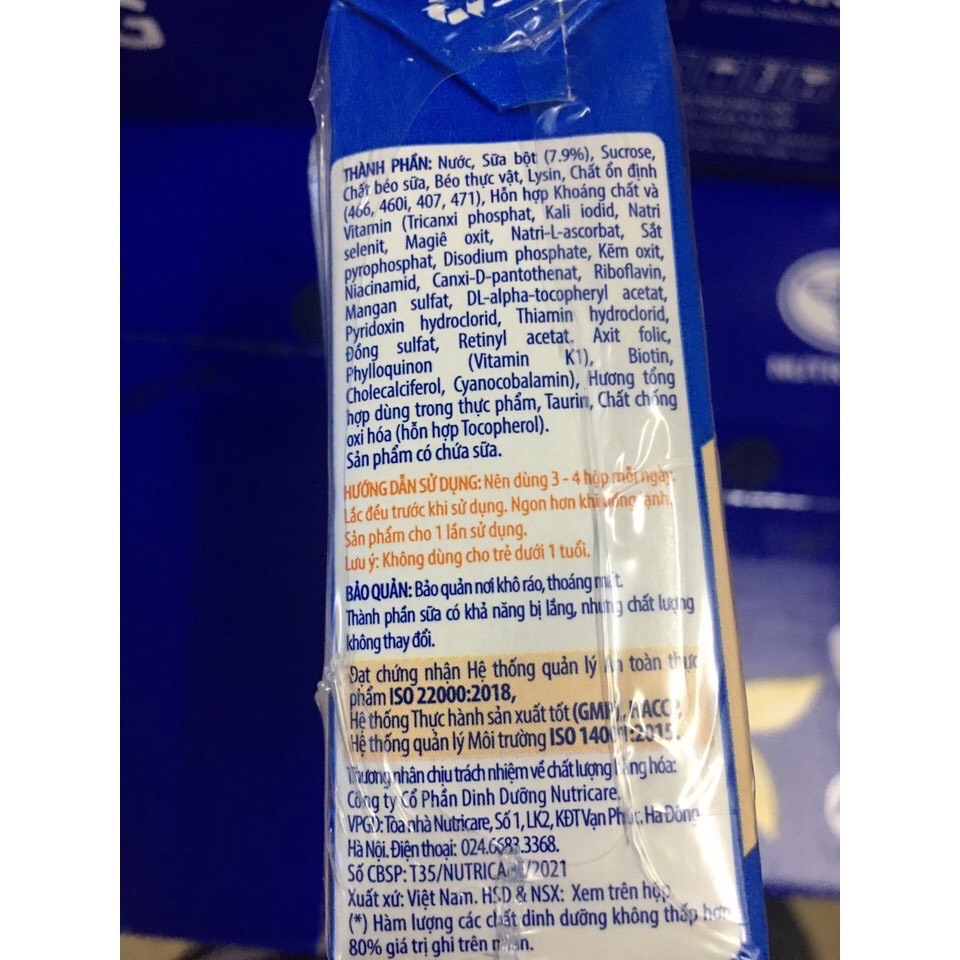 THÀNH PHẦN: Nước, Sữa bột (7.9%), Sucrose,
Chất béo sữa, Béo thực vật, Lysin, Chất ổn định
(466, 460i, 407, 471), Hỗn hợp Khoáng chất và
Vitamin (Tricanxi phosphat, Kali iodid, Natri
selenit, Magiê oxit, Natri-L-ascorbat, Sắt
pyrophosphat, Disodium phosphate, Kẽm oxit,
Niacinamid, Canxi-D-pantothenat, Riboflavin,
Mangan sulfat, DL-alpha-tocopheryl acetat,
Pyridoxin hydroclorid, Thiamin hydroclorid,
Đồng sulfat, Retinyl acetat. Axit folic,
Phylloquinon (Vitamin K1), Biotin,
Cholecalciferol, Cyanocobalamin), Hương tổng
hợp dùng trong thực phẩm, Taurin, Chất chống
oxi hóa (hỗn hợp Tocopherol).
Sản phẩm có chứa sữa.
HƯỚNG DẪN SỬ DỤNG: Nên dùng 3 - 4 hộp mỗi ngày.
Lắc đều trước khi sử dụng. Ngon hơn khi uống lạnh.
Sản phẩm cho 1 lần sử dụng.
Lưu ý: Không dùng cho trẻ dưới 1 tuổi.
BẢO QUẢN: Bảo quản nơi khô ráo, thoáng mát.
Thành phần sữa có khả năng bị lắng, nhưng chất lượng
không thay đổi.
Đạt chứng nhận Hệ thống quản lý An toàn thực
phẩm ISO 22000:2018,
Hệ thống Thực hành sản xuất tốt (GMP), HACCP,
Hệ thống quản lý Môi trường ISO 14001:2015.
Thương nhân chịu trách nhiệm về chất lượng hàng hóa:
Công ty Cổ Phần Dinh Dưỡng Nutricare.
VPGD: Tòa nhà Nutricare, Số 1, LK2, KĐT Vạn Phúc, Hà Đông
Hà Nội. Điện thoại: 024.6683.3368.
Số CBSP: T35/NUTRICARE/2021
Xuất xứ: Việt Nam. HSD & NSX: Xem trên hộp
(*) Hàm lượng các chất dinh dưỡng không thấp hơn
80% giá trị ghi trên nhãn.